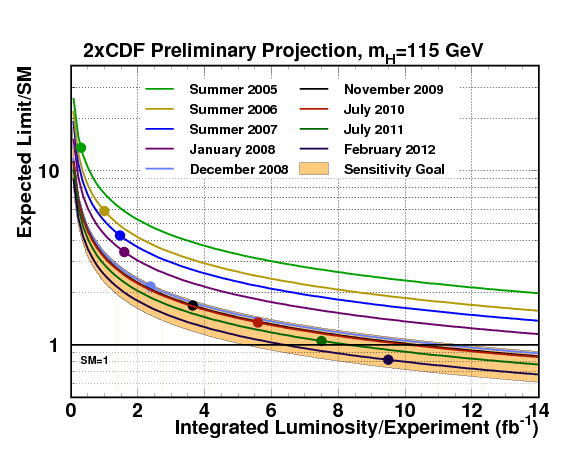 2xCDF Preliminary Projection, mH=115 GeV
Expected Limit/SM
Summer 2005
Summer 2006
Summer 2007
January 2008
December 2008
November 2009
July 2010
July 2011
February 2012
Sensitivity Goal
10
1
SM=1
0 2 4 6 8 10 12 14
Integrated Luminosity/Experiment (fb-1)